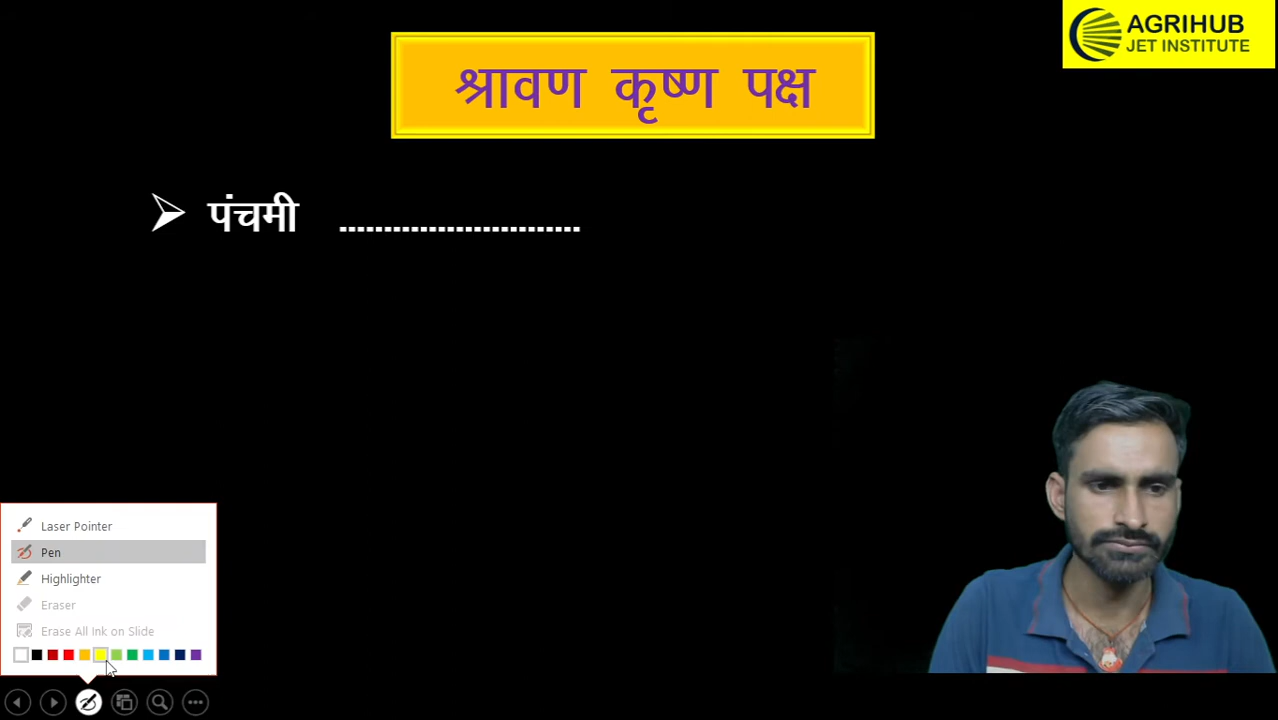 AGRIHUB
JET INSTITUTE
श्रावण कृष्ण पक्ष
➢ पंचमी ...........................
Laser Pointer
Pen
Highlighter
Eraser
Erase All Ink on Slide